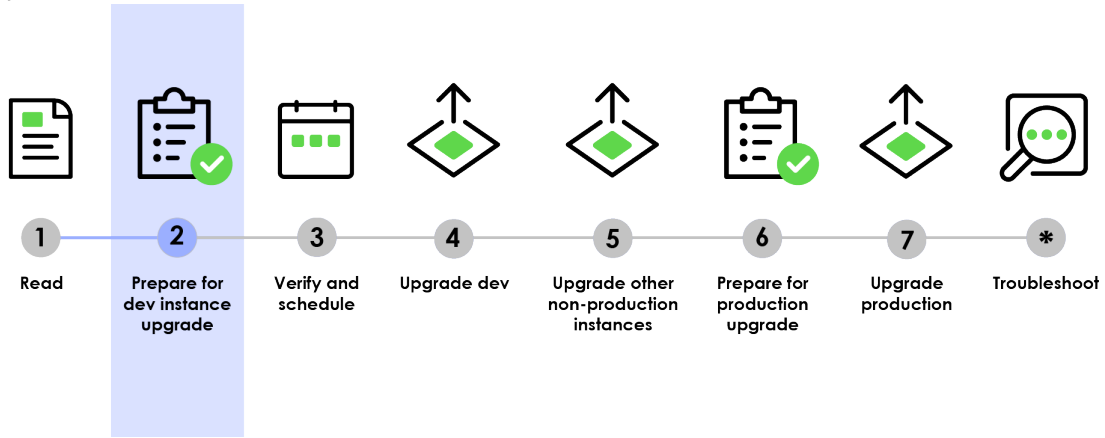 1
2
3
4
5
6
7
*
Read
Prepare for
dev instance
upgrade
Verify and
schedule
Upgrade dev
Upgrade other
non-production
instances
Prepare for
production
upgrade
Upgrade
production
Troubleshoot